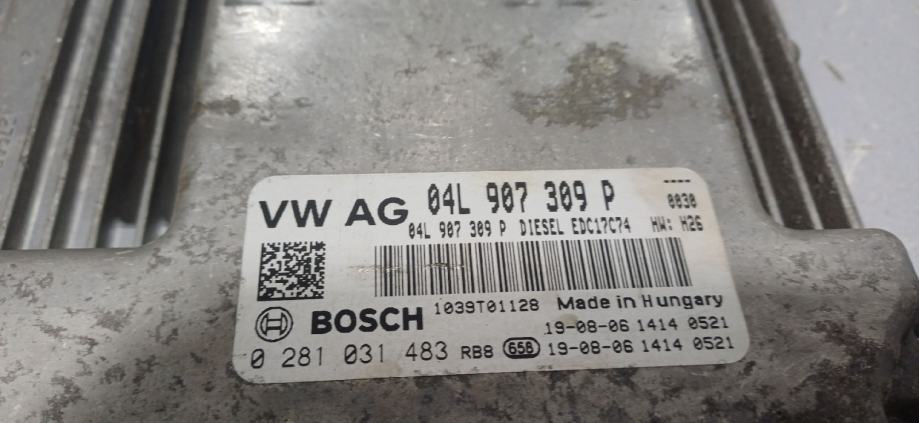 VW AG 04L 907 309 P ----
04L 907 309 P DIESEL EDC17C74 0030
HW: H26
1039T01128 Made in Hungary
BOSCH 19-08-06 1414 0521
0 281 031 483 RB8 658 19-08-06 1414 0521